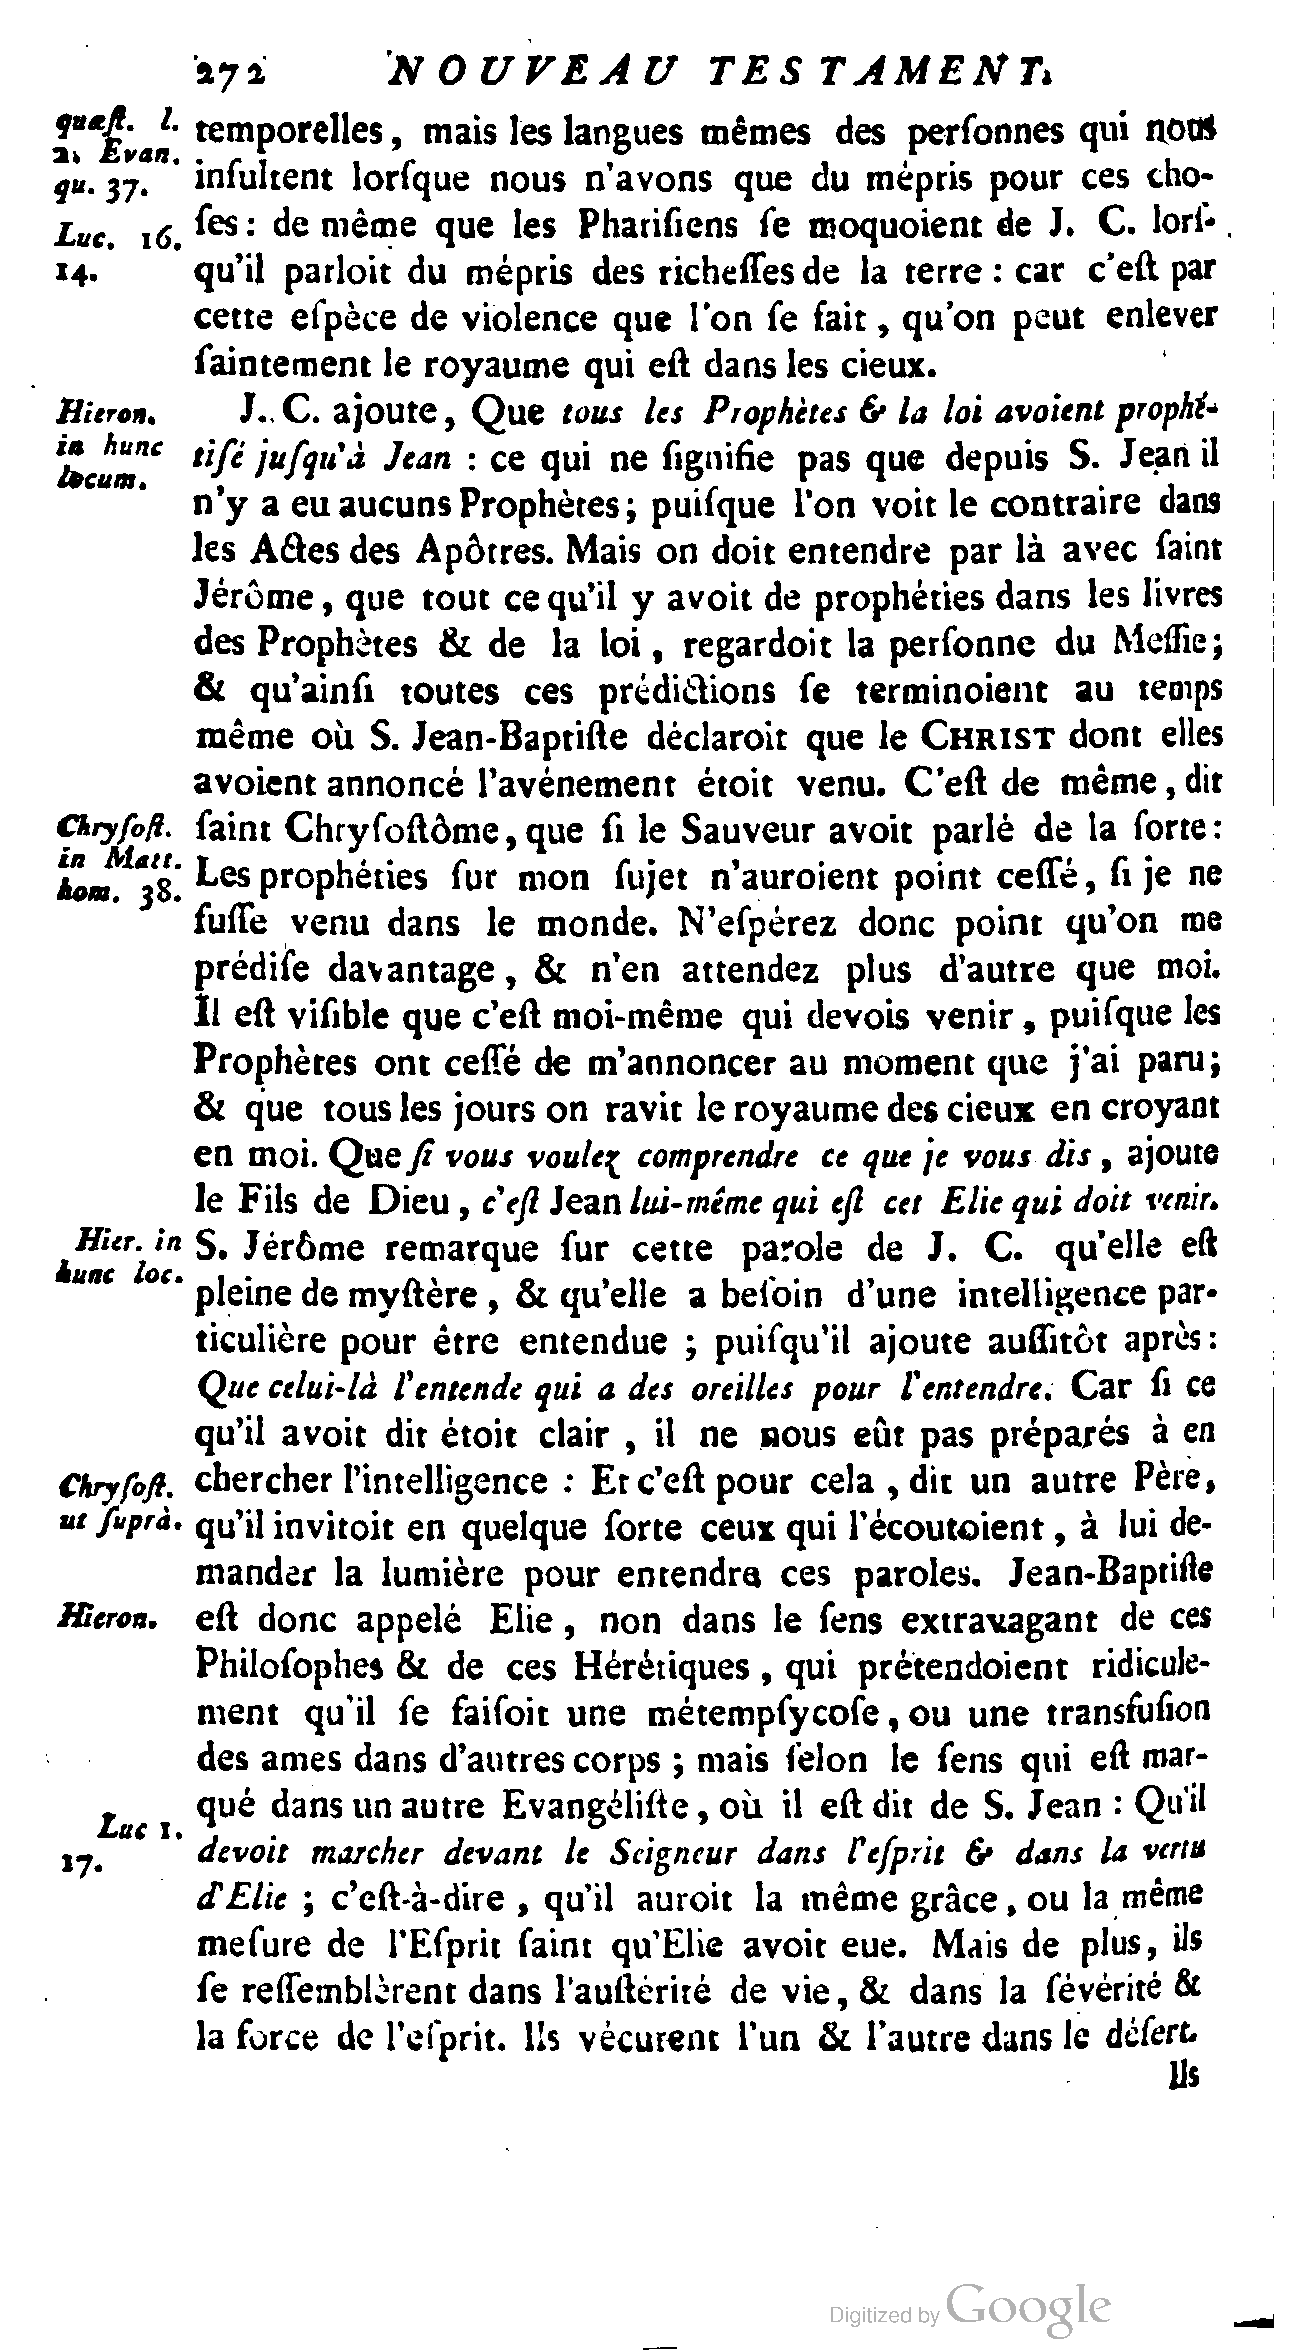 272 NOUVEAU TESTAMENT.
quæſt. l.
2. Evan.
qu. 37.
Luc. 16.
14.
temporelles, mais les langues mêmes des perſonnes qui nous
inſultent lorſque nous n'avons que du mépris pour ces cho-
ſes: de même que les Phariſiens ſe moquoient de J. C. lorſ-
qu'il parloit du mépris des richeſſes de la terre : car c'eſt par
cette eſpèce de violence que l'on ſe fait, qu'on peut enlever
ſaintement le royaume qui eſt dans les cieux.
Hieron.
in hunc
locum.
J. C. ajoute, Que tous les Prophètes & la loi avoient prophé-
tiſé juſqu'à Jean : ce qui ne ſignifie pas que depuis S. Jean il
n'y a eu aucuns Prophètes; puiſque l'on voit le contraire dans
les Actes des Apôtres. Mais on doit entendre par là avec ſaint
Jérôme, que tout ce qu'il y avoit de prophéties dans les livres
des Prophètes & de la loi, regardoit la perſonne du Meſſie;
& qu'ainſi toutes ces prédictions ſe terminoient au temps
même où S. Jean-Baptiſte déclaroit que le CHRIST dont elles
avoient annoncé l'avénement étoit venu. C'eſt de même, dit
Chryſoſt.
in Matt.
hom. 38.
ſaint Chryſoſtôme, que ſi le Sauveur avoit parlé de la ſorte:
Les prophéties ſur mon ſujet n'auroient point ceſſé, ſi je ne
fuſſe venu dans le monde. N'eſpérez donc point qu'on me
prédiſe davantage, & n'en attendez plus d'autre que moi.
Il eſt viſible que c'eſt moi-même qui devois venir, puiſque les
Prophètes ont ceſſé de m'annoncer au moment que j'ai paru;
& que tous les jours on ravit le royaume des cieux en croyant
en moi. Que ſi vous voulez comprendre ce que je vous dis, ajoute
le Fils de Dieu, c'eſt Jean lui-même qui eſt cet Elie qui doit venir.
Hier. in
hunc loc.
S. Jérôme remarque ſur cette parole de J. C. qu'elle eſt
pleine de myſtère, & qu'elle a beſoin d'une intelligence par-
ticulière pour être entendue ; puiſqu'il ajoute auſſitôt après:
Que celui-là l'entende qui a des oreilles pour l'entendre. Car ſi ce
qu'il avoit dit étoit clair, il ne nous eût pas préparés à en
Chryſoſt.
ut ſuprà.
chercher l'intelligence : Et c'eſt pour cela, dit un autre Père,
qu'il invitoit en quelque ſorte ceux qui l'écoutoient, à lui de-
mander la lumière pour entendre ces paroles. Jean-Baptiſte
Hieron.
eſt donc appelé Elie, non dans le ſens extravagant de ces
Philoſophes & de ces Hérétiques, qui prétendoient ridicule-
ment qu'il ſe faiſoit une métempſycoſe, ou une transfuſion
des ames dans d'autres corps ; mais ſelon le ſens qui eſt mar-
Luc 1.
17.
qué dans un autre Evangéliſte, où il eſt dit de S. Jean : Qu'il
devoit marcher devant le Seigneur dans l'eſprit & dans la vertu
d'Elie ; c'eſt-à-dire, qu'il auroit la même grâce, ou la même
meſure de l'Eſprit ſaint qu'Elie avoit eue. Mais de plus, ils
ſe reſſemblèrent dans l'auſtérité de vie, & dans la ſévérité &
la force de l'eſprit. Ils vécurent l'un & l'autre dans le déſert.
Ils
Digitized by Google